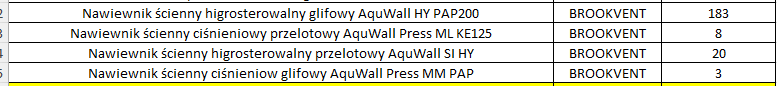 Nawiewnik ścienny higrosterowalny glifowy AquWall HY PAP200 BROOKVENT 183
Nawiewnik ścienny ciśnieniowy przelotowy AquWall Press ML KE125 BROOKVENT 8
Nawiewnik ścienny higrosterowalny przelotowy AquWall SI HY BROOKVENT 20
Nawiewnik ścienny ciśnieniow glifowy AquWall Press MM PAP BROOKVENT 3